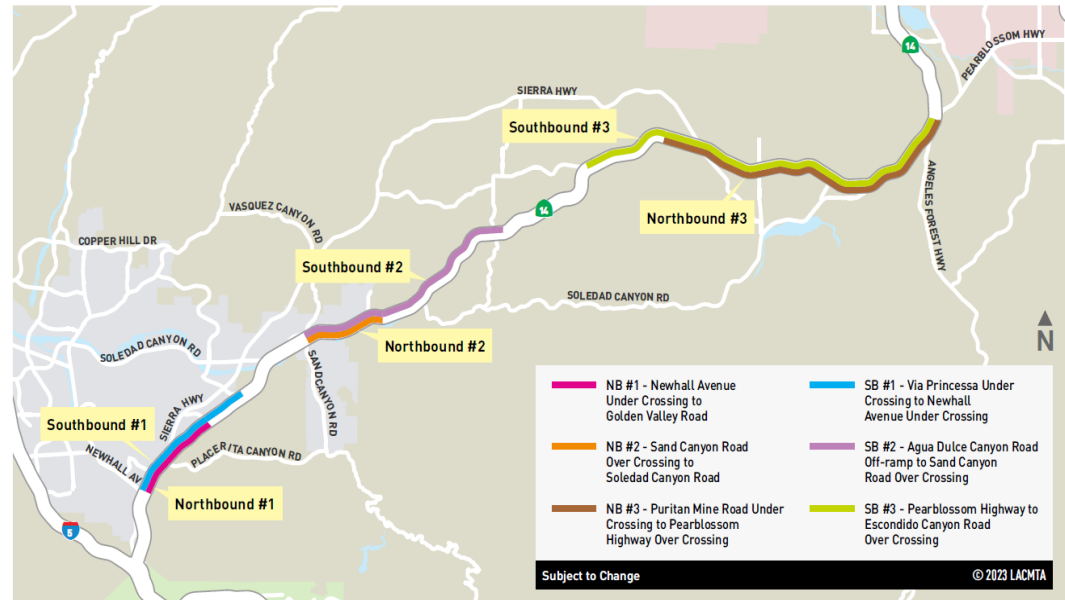 14
PEARBLOSSOM HWY
SIERRA HWY
Southbound #3
14
Northbound #3
ANGELES FOREST HWY
VASQUEZ CANYON RD
COPPER HILL DR
Southbound #2
SOLEDAD CANYON RD
Northbound #2
N
SOLEDAD CANYON RD
SAND CANYON RD
SIERRA HWY
Southbound #1
PLACERITA CANYON RD
NEWHALL AV
Northbound #1
5
NB #1 - Newhall Avenue
Under Crossing to
Golden Valley Road
SB #1 - Via Princessa Under
Crossing to Newhall
Avenue Under Crossing
NB #2 - Sand Canyon Road
Over Crossing to
Soledad Canyon Road
SB #2 - Agua Dulce Canyon Road
Off-ramp to Sand Canyon
Road Over Crossing
NB #3 - Puritan Mine Road Under
Crossing to Pearblossom
Highway Over Crossing
SB #3 - Pearblossom Highway to
Escondido Canyon Road
Over Crossing
Subject to Change
© 2023 LACMTA